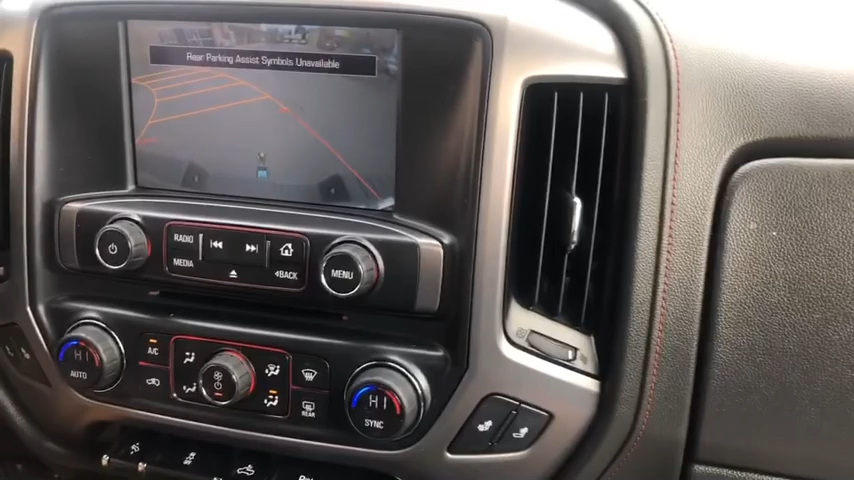 Rear Parking Assist Symbols Unavailable
RADIO
MEDIA
BACK
MENU
HI
AUTO
A/C
REAR
HI
SYNC